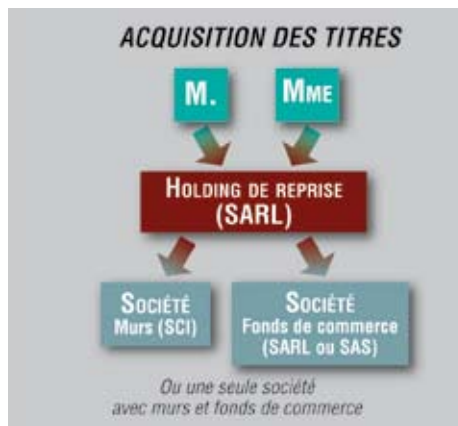 ACQUISITION DES TITRES
M.
MME
HOLDING DE REPRISE
(SARL)
SOCIÉTÉ
Murs (SCI)
SOCIÉTÉ
Fonds de commerce
(SARL ou SAS)
Ou une seule société
avec murs et fonds de commerce